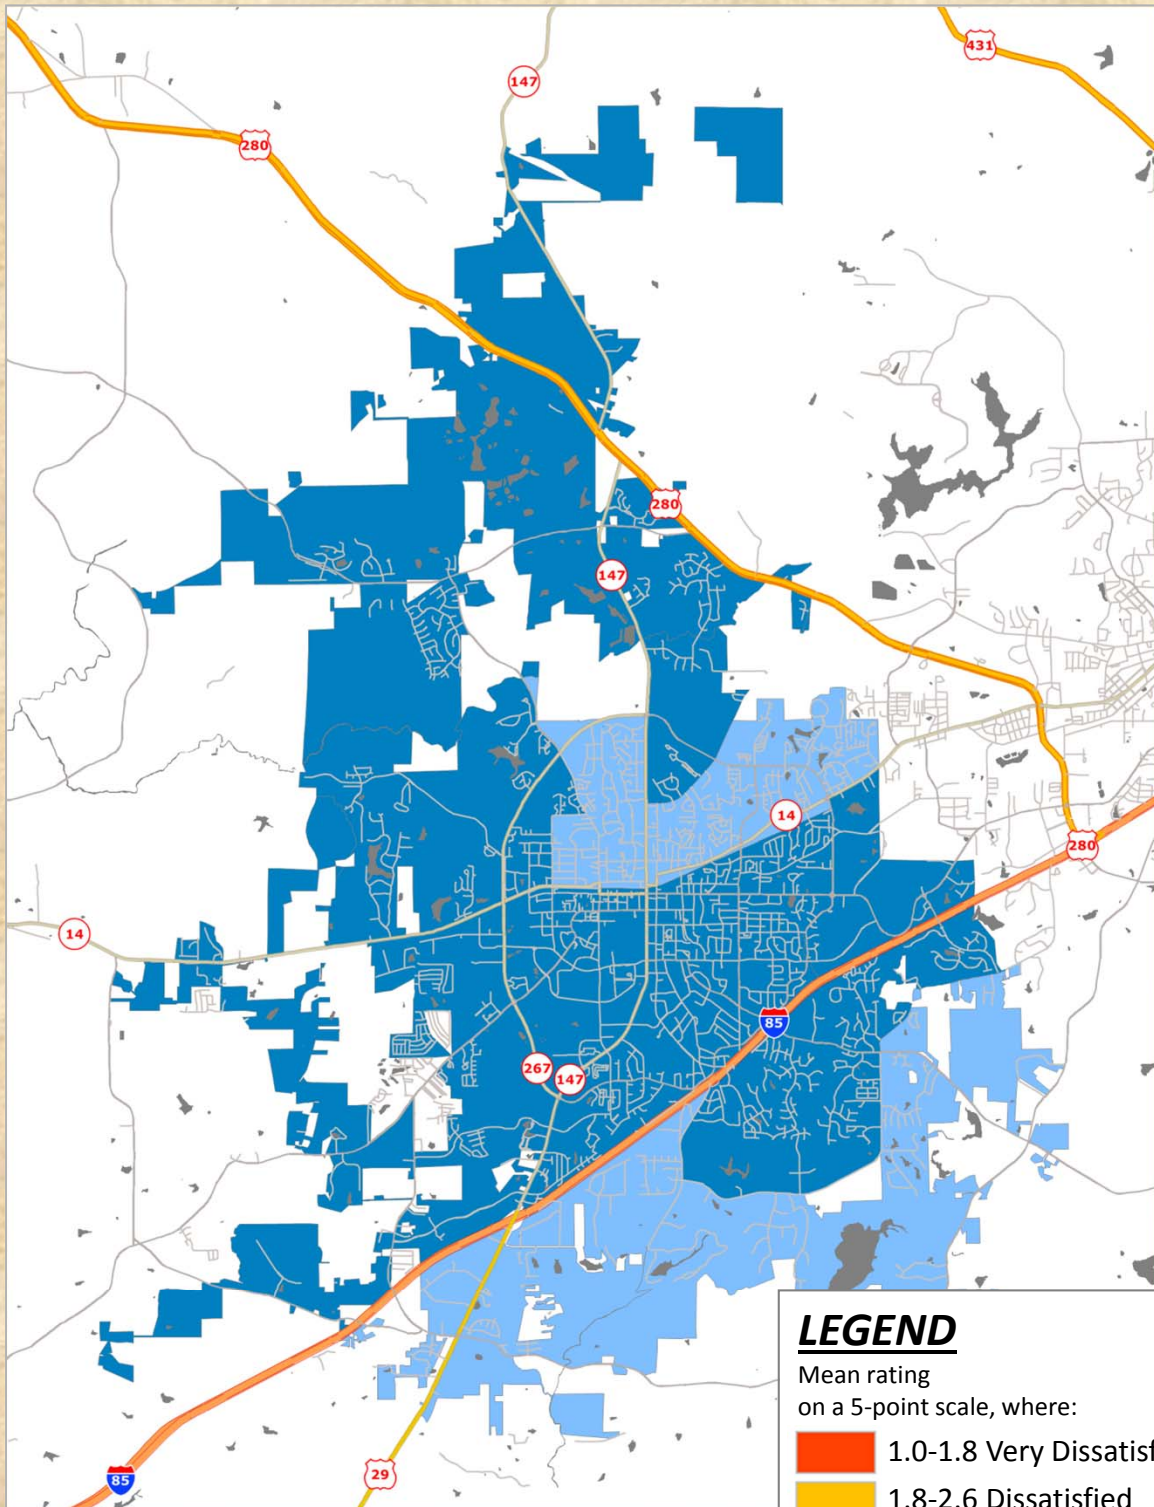 147
431
280
280
147
14
14
280
85
267
147
29
85
LEGEND
Mean rating
on a 5-point scale, where:
1.0-1.8 Very Dissatisf
1.8-2.6 Dissatisfied